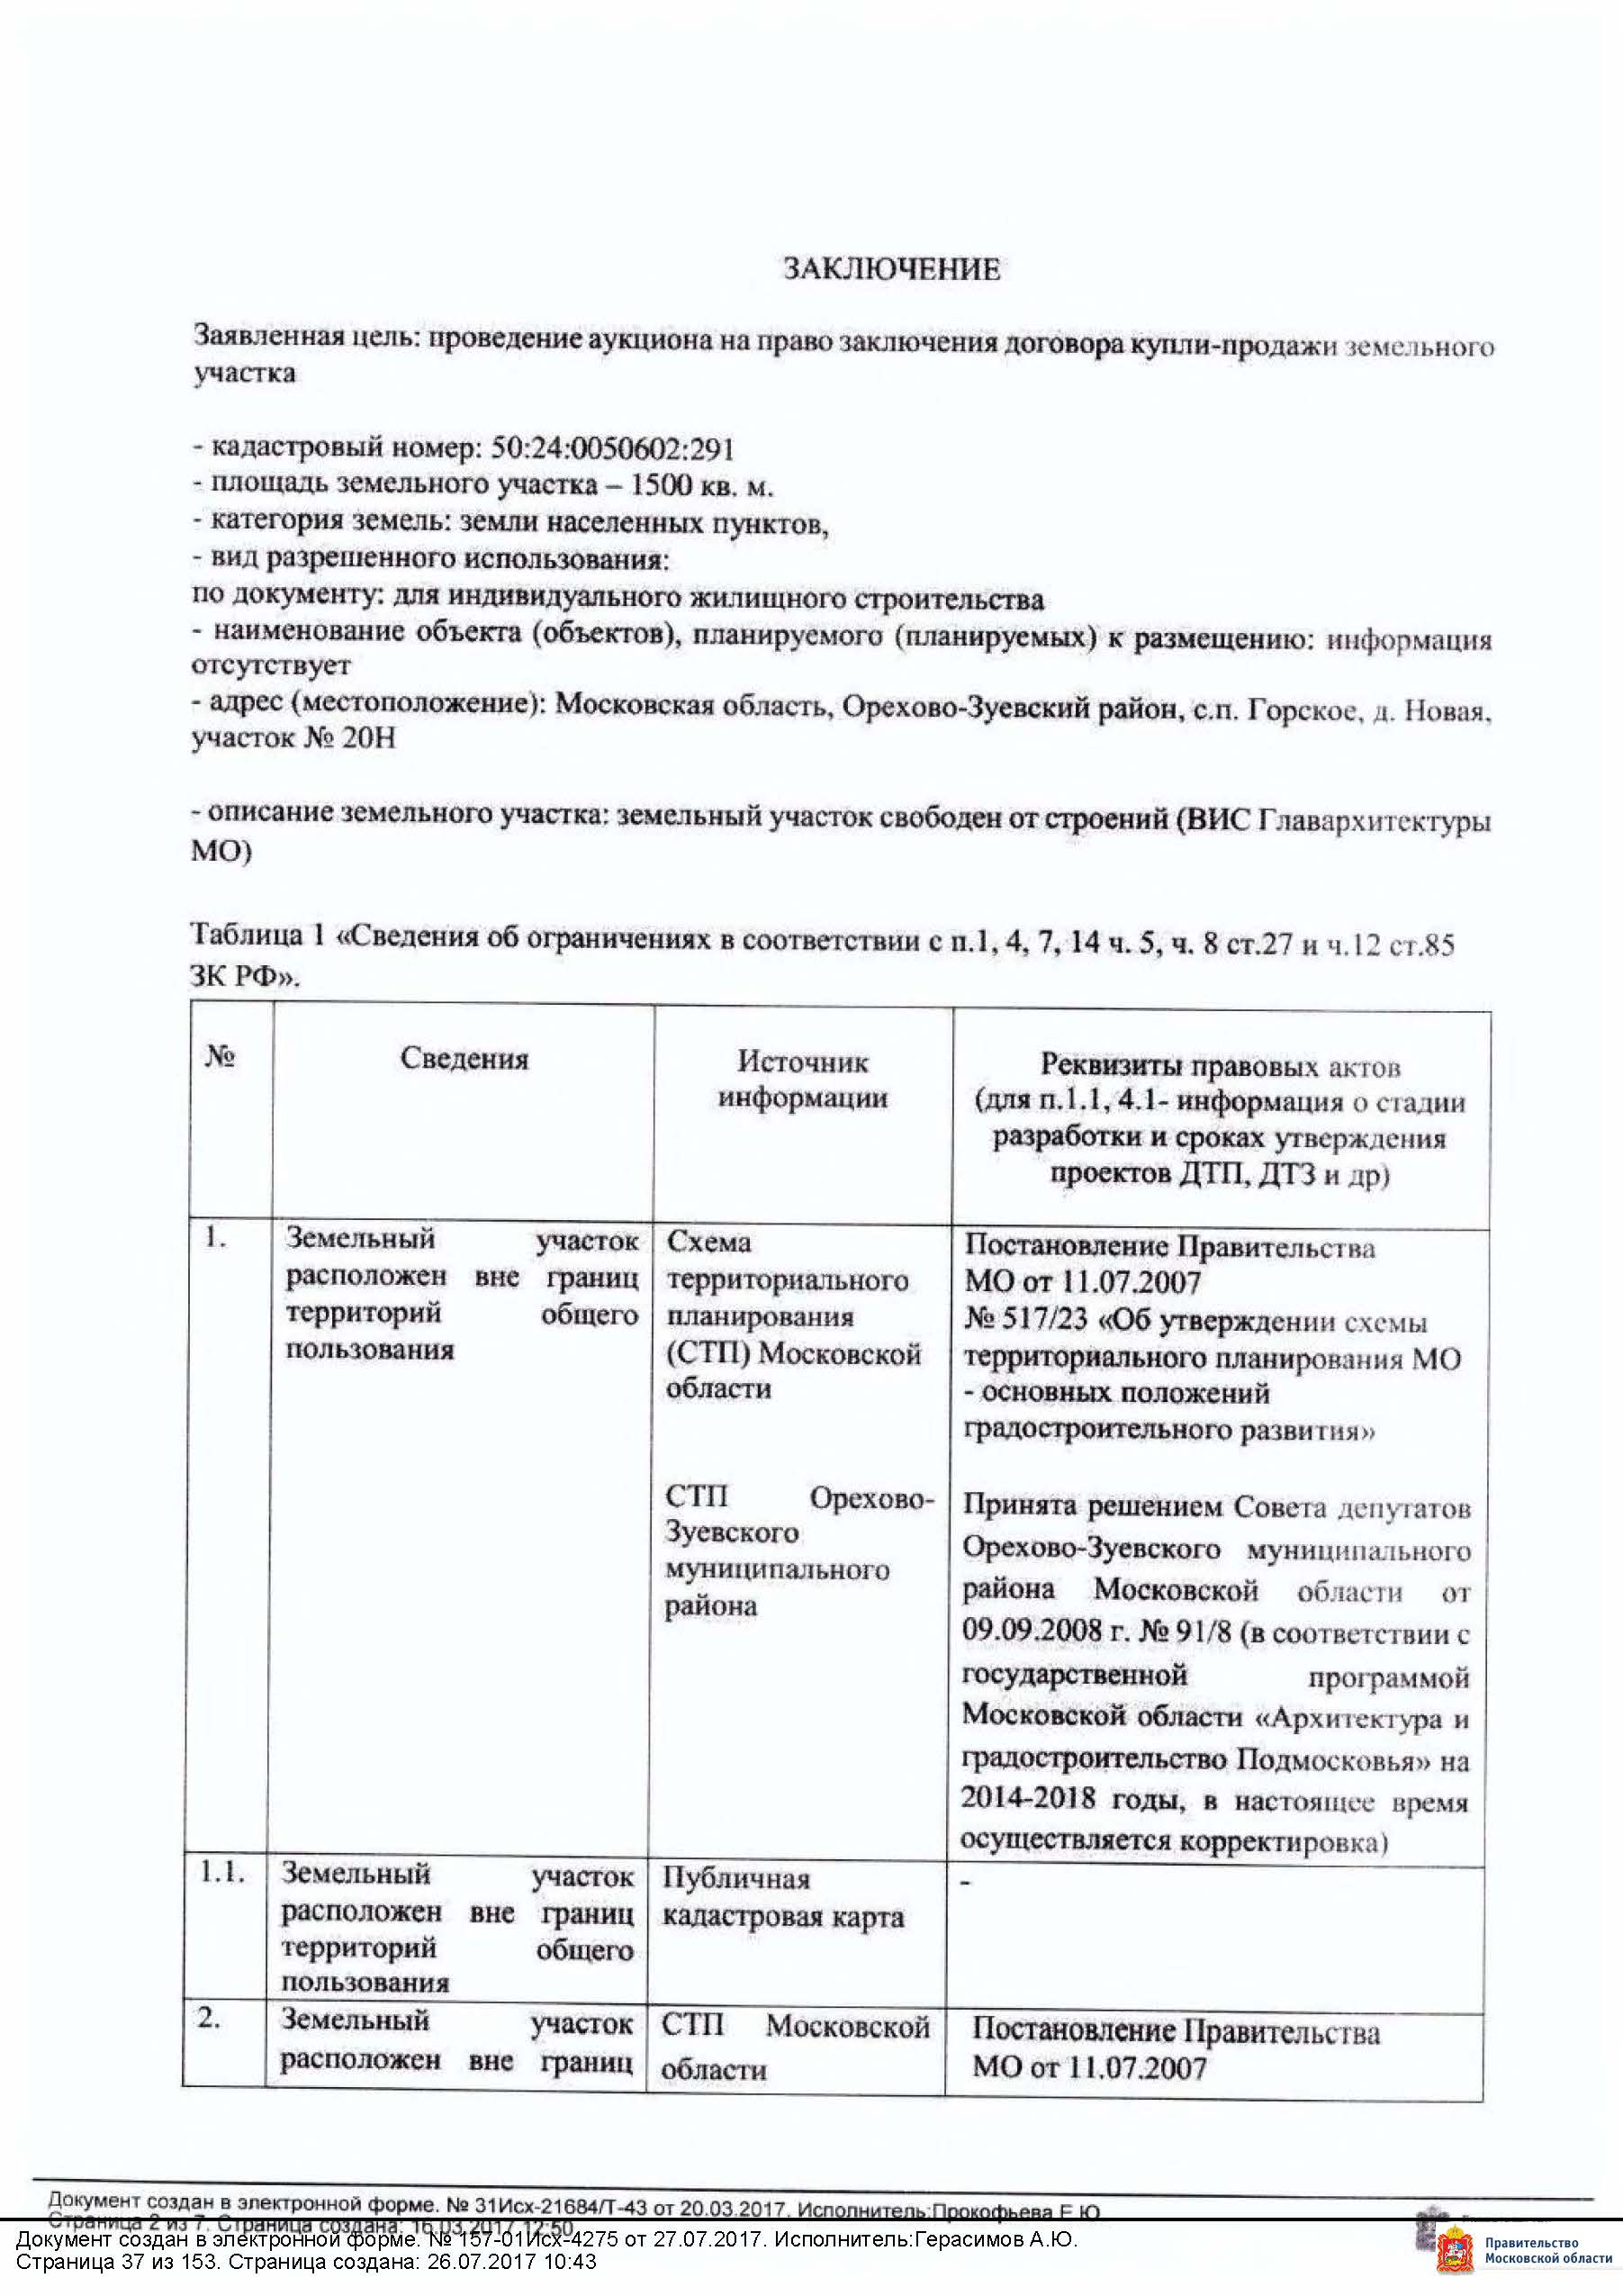 ЗАКЛЮЧЕНИЕ
Заявленная цель: проведение аукциона на право заключения договора купли-продажи земельного
участка
- кадастровый номер: 50:24:0050602:291
- площадь земельного участка – 1500 кв. м.
- категория земель: земли населенных пунктов,
- вид разрешенного использования:
по документу: для индивидуального жилищного строительства
- наименование объекта (объектов), планируемого (планируемых) к размещению: информация
отсутствует
- адрес (местоположение): Московская область, Орехово-Зуевский район, с.п. Горское, д. Новая,
участок № 20Н
- описание земельного участка: земельный участок свободен от строений (ВИС Главархитектуры
МО)
Таблица 1 «Сведения об ограничениях в соответствии с п.1, 4, 7, 14 ч. 5, ч. 8 ст.27 и ч.12 ст.85
ЗК РФ».
№
Сведения
Источник
информации
Реквизиты правовых актов
(для п.1.1, 4.1- информация о стадии
разработки и сроках утверждения
проектов ДТП, ДТЗ и др)
1.
Земельный участок
расположен вне границ
территорий общего
пользования
Схема
территориального
планирования
(СТП) Московской
области
СТП Орехово-
Зуевского
муниципального
района
Постановление Правительства
МО от 11.07.2007
№ 517/23 «Об утверждении схемы
территориального планирования МО
- основных положений
градостроительного развития»
Принята решением Совета депутатов
Орехово-Зуевского муниципального
района Московской области от
09.09.2008 г. № 91/8 (в соответствии с
государственной программой
Московской области «Архитектура и
градостроительство Подмосковья» на
2014-2018 годы, в настоящее время
осуществляется корректировка)
1.1.
Земельный участок
расположен вне границ
территорий общего
пользования
Публичная
кадастровая карта
-
2.
Земельный участок
расположен вне границ
СТП Московской
области
Постановление Правительства
МО от 11.07.2007
Документ создан в электронной форме. № 31Исх-21684/Т-43 от 20.03.2017. Исполнитель:Прокофьева Е.Ю.
Страница 2 из 7. Страница создана: 16.03.2017 12:50
Документ создан в электронной форме. № 157-01Исх-4275 от 27.07.2017. Исполнитель:Герасимов А.Ю.
Страница 37 из 153. Страница создана: 26.07.2017 10:43
Правительство
Московской области